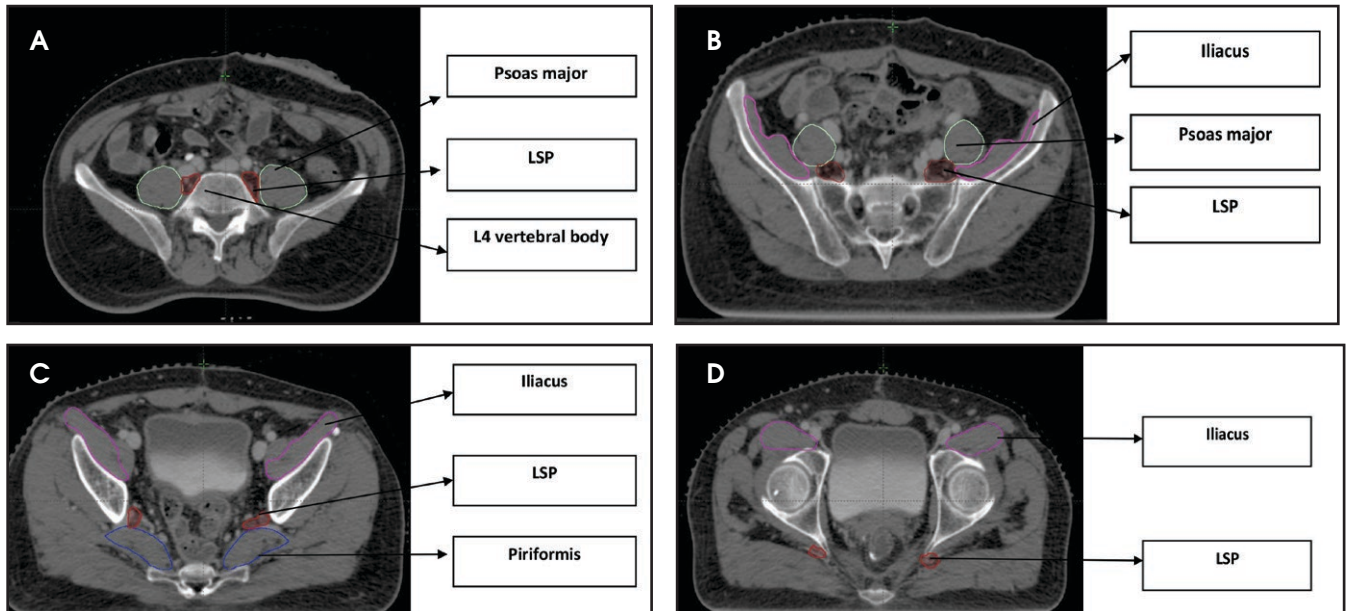 A
Psoas major
LSP
L4 vertebral body
B
Iliacus
Psoas major
LSP
C
Iliacus
LSP
Piriformis
D
Iliacus
LSP